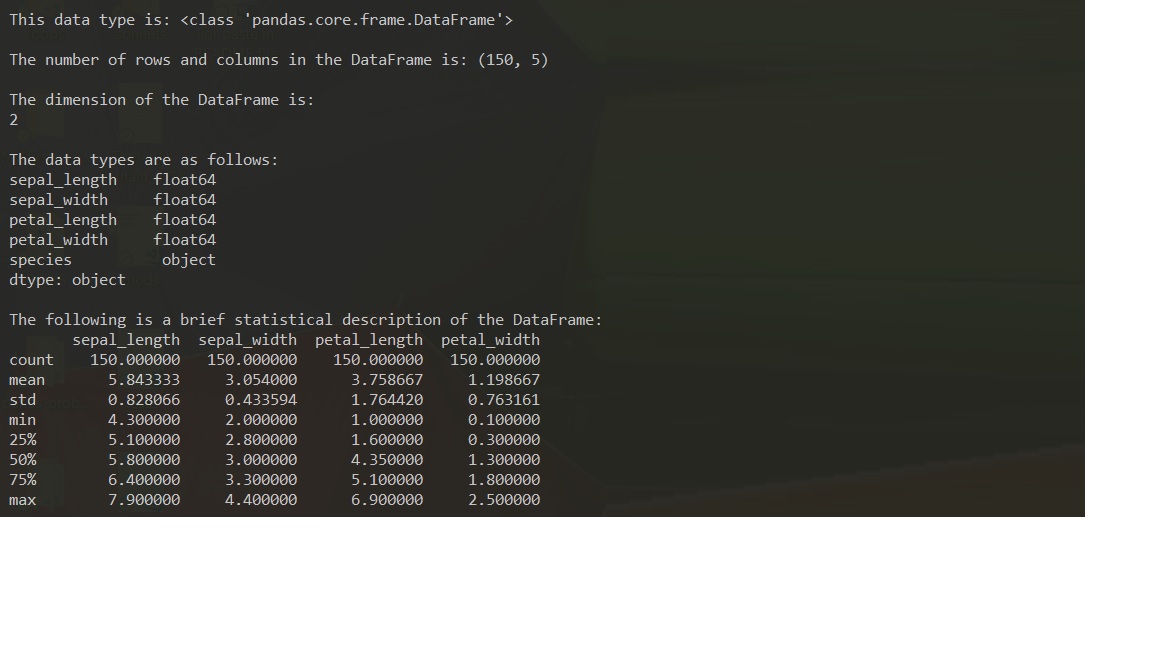 This data type is: <class 'pandas.core.frame.DataFrame'>
The number of rows and columns in the DataFrame is: (150, 5)
The dimension of the DataFrame is:
2
The data types are as follows:
sepal_length    float64
sepal_width     float64
petal_length    float64
petal_width     float64
species          object
dtype: object
The following is a brief statistical description of the DataFrame:
       sepal_length  sepal_width  petal_length  petal_width
count    150.000000   150.000000    150.000000   150.000000
mean       5.843333     3.054000      3.758667     1.198667
std        0.828066     0.433594      1.764420     0.763161
min        4.300000     2.000000      1.000000     0.100000
25%        5.100000     2.800000      1.600000     0.300000
50%        5.800000     3.000000      4.350000     1.300000
75%        6.400000     3.300000      5.100000     1.800000
max        7.900000     4.400000      6.900000     2.500000